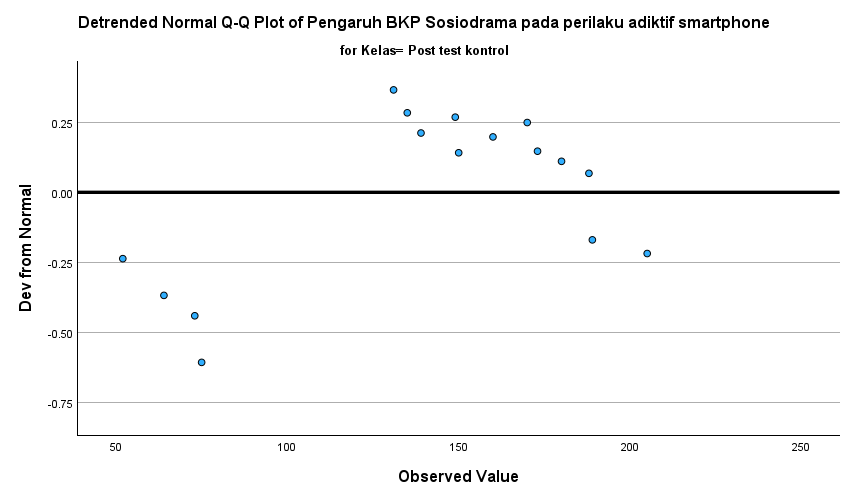 Detrended Normal Q-Q Plot of Pengaruh BKP Sosiodrama pada perilaku adiktif smartphone
for Kelas= Post test kontrol
Dev from Normal
0.25
0.00
-0.25
-0.50
-0.75
50 100 150 200 250
Observed Value